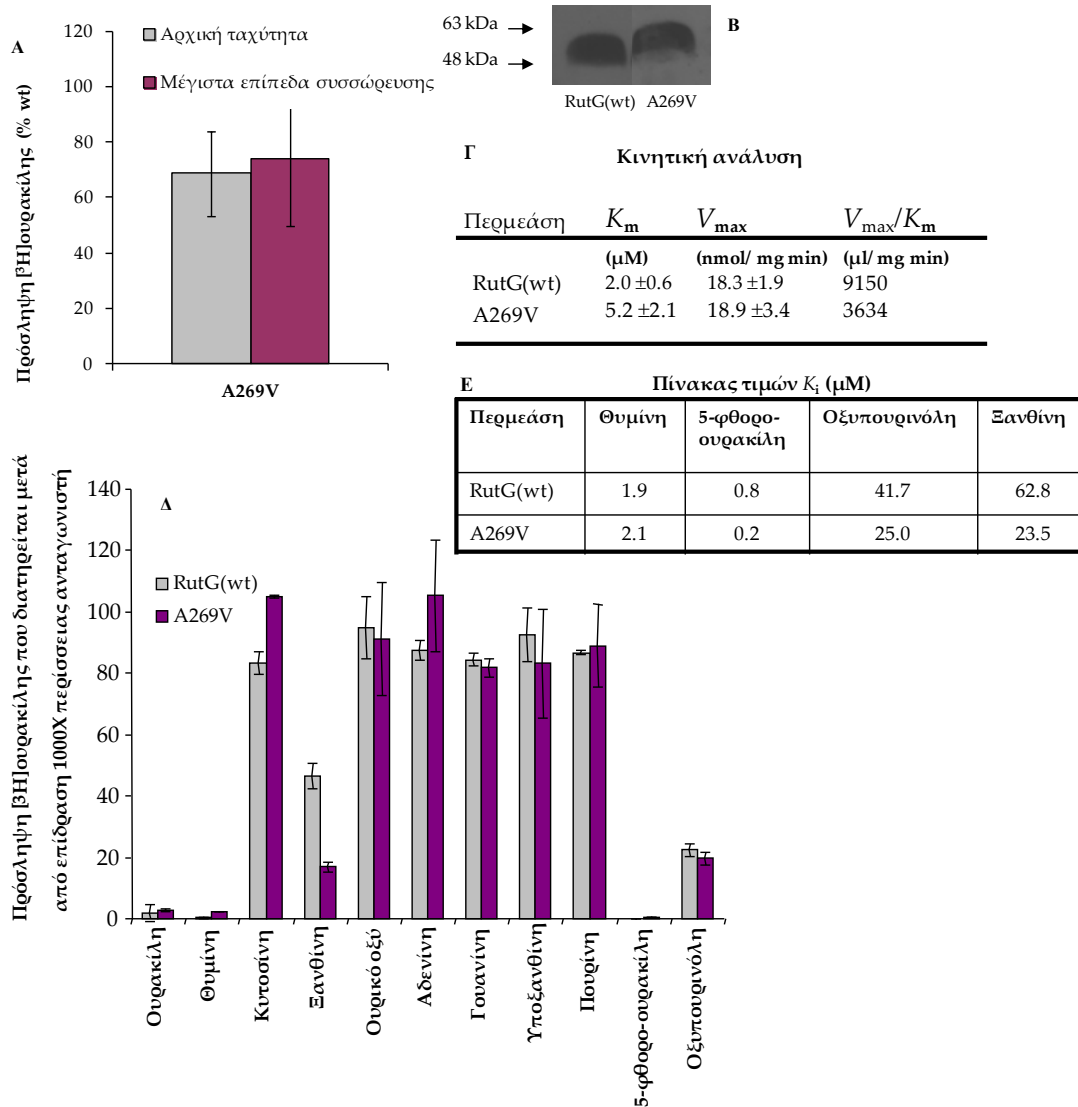 Α
Πρόσληψη [³H]ουρακίλης (% wt)
120
100
80
60
40
20
0
Αρχική ταχύτητα
Μέγιστα επίπεδα συσσώρευσης
A269V
63 kDa
48 kDa
Β
RutG(wt) A269V
Γ Κινητική ανάλυση
Περμεάση Km Vmax Vmax/Km
(μM) (nmol/ mg min) (μl/ mg min)
RutG(wt) 2.0 ±0.6 18.3 ±1.9 9150
A269V 5.2 ±2.1 18.9 ±3.4 3634
Ε Πίνακας τιμών Ki (μM)
Περμεάση Θυμίνη 5-φθορο-ουρακίλη Οξυπουρινόλη Ξανθίνη
RutG(wt) 1.9 0.8 41.7 62.8
A269V 2.1 0.2 25.0 23.5
Δ
Πρόσληψη [3H]ουρακίλης που διατηρείται μετά
από επίδραση 1000X περίσσειας ανταγωνιστή
140
120
100
80
60
40
20
0
RutG(wt)
A269V
Ουρακίλη
Θυμίνη
Κυτοσίνη
Ξανθίνη
Ουρικό οξύ
Αδενίνη
Γουανίνη
Υποξανθίνη
Πουρίνη
5-φθορο-ουρακίλη
Οξυπουρινόλη